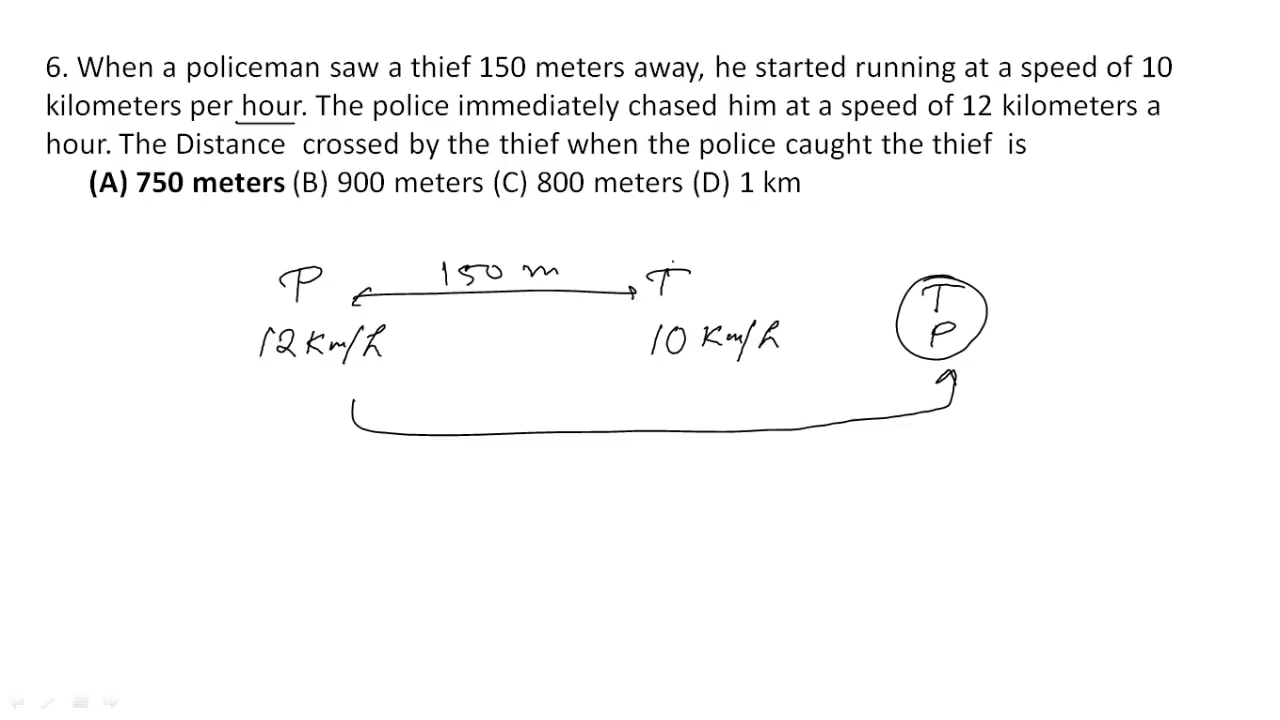 6. When a policeman saw a thief 150 meters away, he started running at a speed of 10
kilometers per hour. The police immediately chased him at a speed of 12 kilometers a
hour. The Distance crossed by the thief when the police caught the thief is
(A) 750 meters (B) 900 meters (C) 800 meters (D) 1 km
P 150 m T
12 Km/h 10 Km/h
T
P